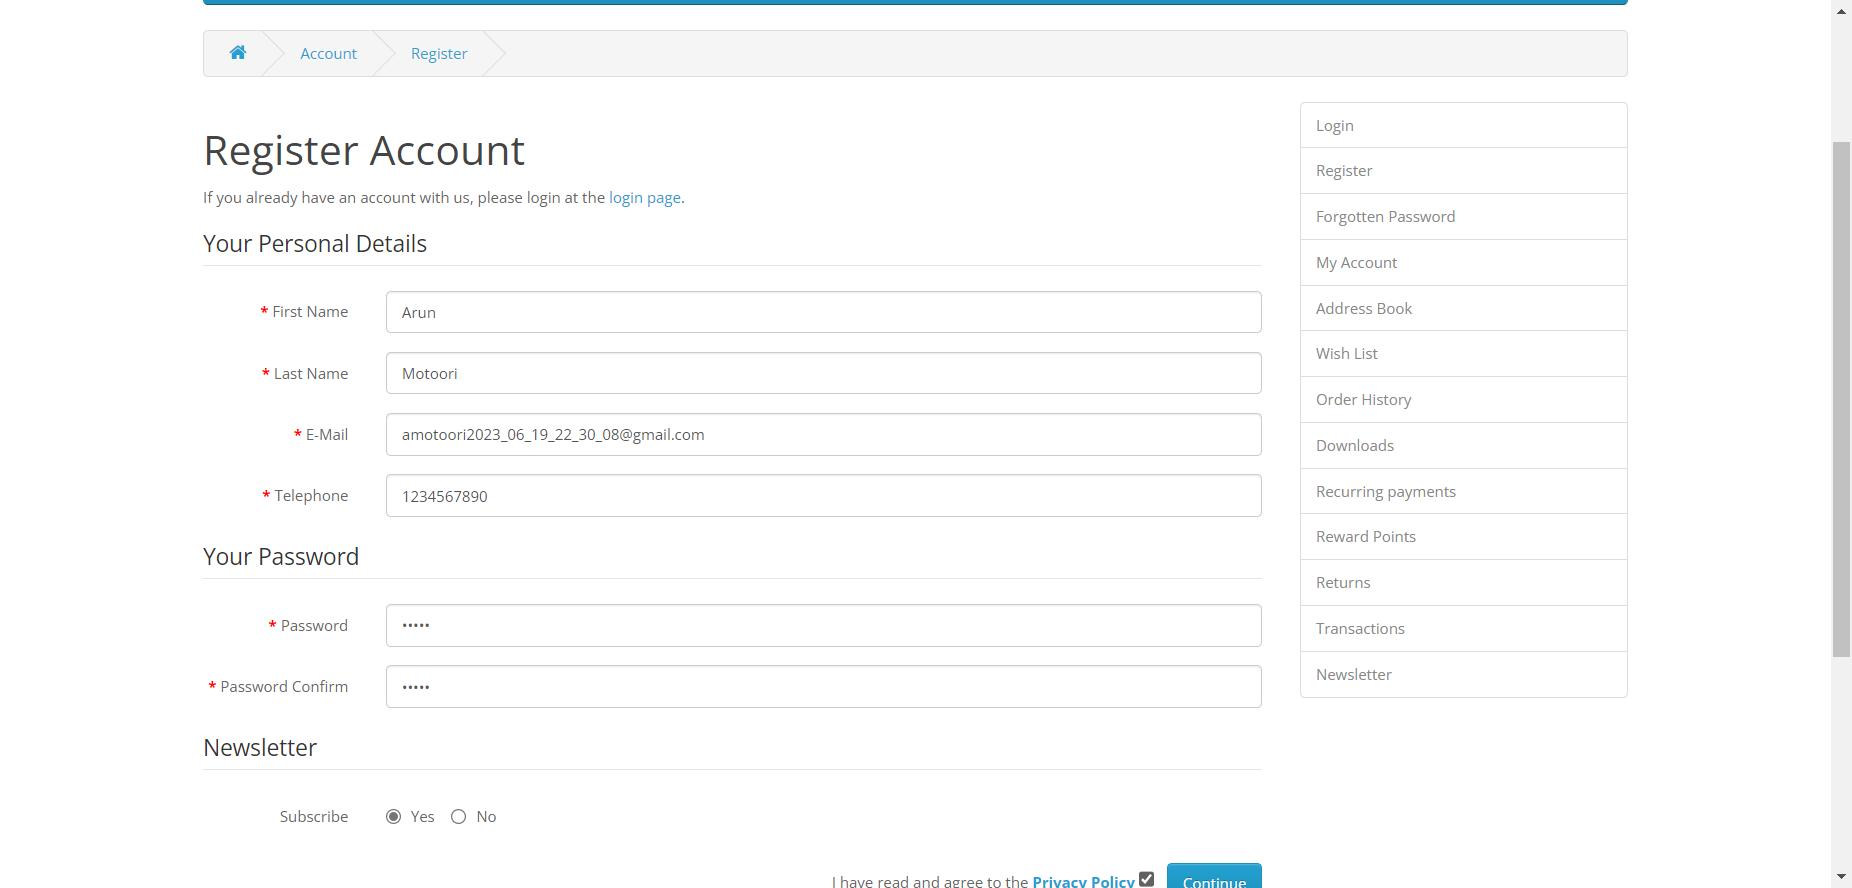 Account
Register
Register Account
If you already have an account with us, please login at the login page.
Your Personal Details
* First Name
Arun
* Last Name
Motoori
* E-Mail
amotoori2023_06_19_22_30_08@gmail.com
* Telephone
1234567890
Your Password
* Password
•••••
* Password Confirm
•••••
Newsletter
Subscribe
Yes
No
I have read and agree to the Privacy Policy
Continue
Login
Register
Forgotten Password
My Account
Address Book
Wish List
Order History
Downloads
Recurring payments
Reward Points
Returns
Transactions
Newsletter